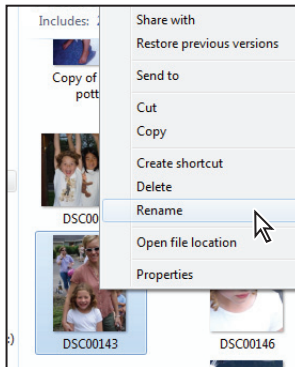 Includes:
Share with
Restore previous versions
Copy of
pott
Send to
Cut
Copy
Create shortcut
Delete
DSC00
Rename
Open file location
Properties
DSC00143
DSC00146